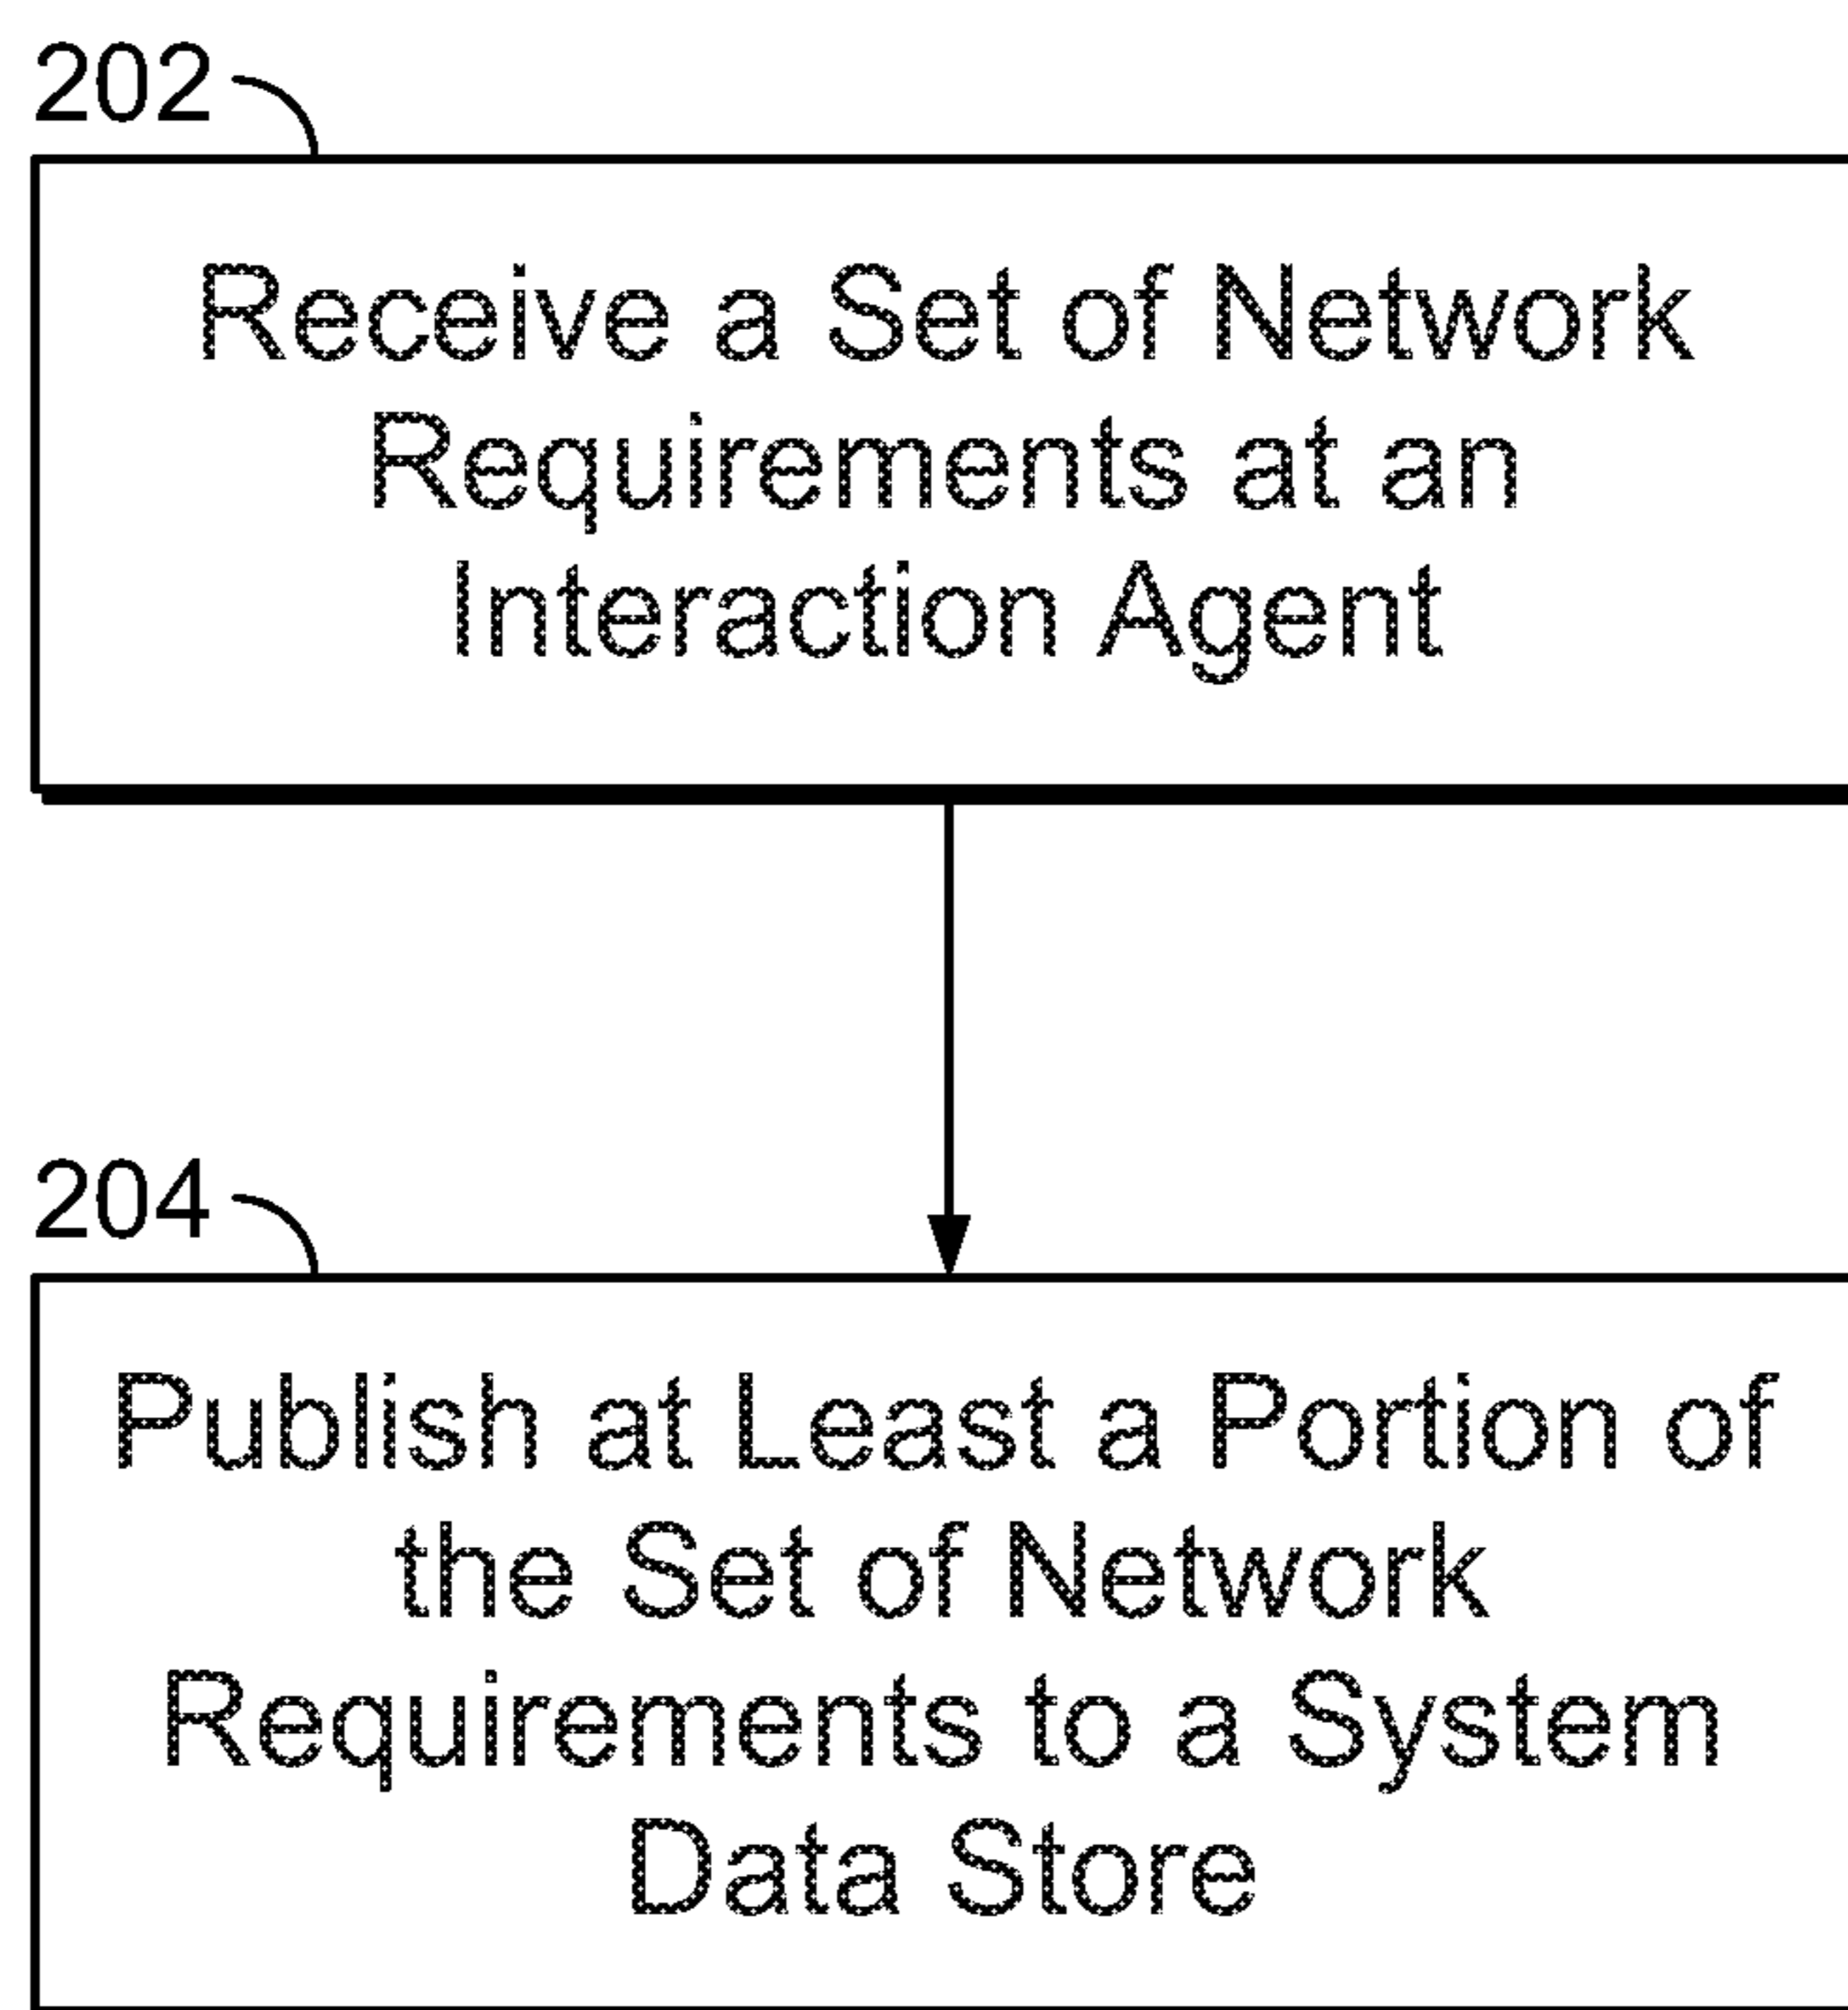 202
Receive a Set of Network
Requirements at an
Interaction Agent
204
Publish at Least a Portion of
the Set of Network
Requirements to a System
Data Store